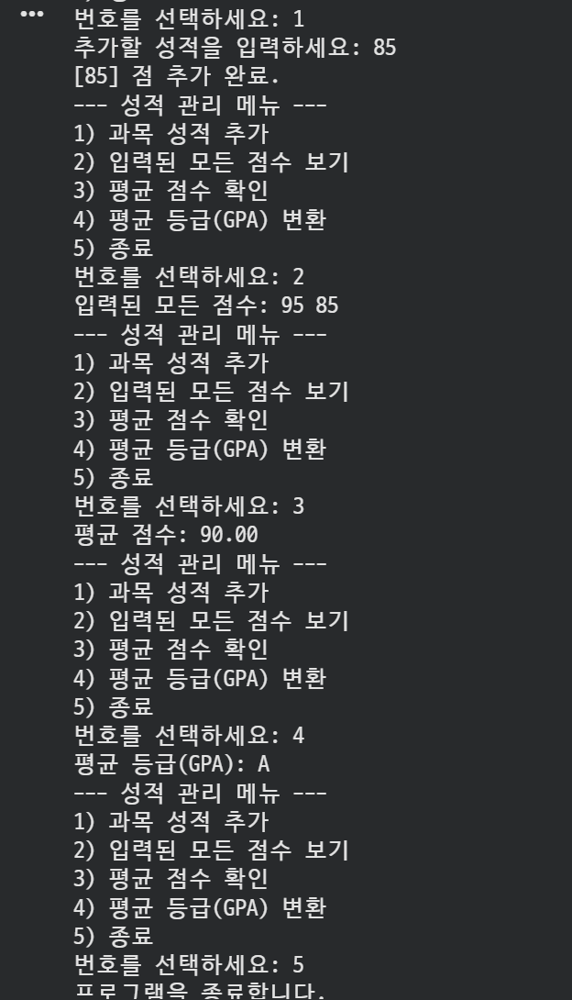 번호를 선택하세요: 1
추가할 성적을 입력하세요: 85
[85] 점 추가 완료.
--- 성적 관리 메뉴 ---
1) 과목 성적 추가
2) 입력된 모든 점수 보기
3) 평균 점수 확인
4) 평균 등급(GPA) 변환
5) 종료
번호를 선택하세요: 2
입력된 모든 점수: 95 85
--- 성적 관리 메뉴 ---
1) 과목 성적 추가
2) 입력된 모든 점수 보기
3) 평균 점수 확인
4) 평균 등급(GPA) 변환
5) 종료
번호를 선택하세요: 3
평균 점수: 90.00
--- 성적 관리 메뉴 ---
1) 과목 성적 추가
2) 입력된 모든 점수 보기
3) 평균 점수 확인
4) 평균 등급(GPA) 변환
5) 종료
번호를 선택하세요: 4
평균 등급(GPA): A
--- 성적 관리 메뉴 ---
1) 과목 성적 추가
2) 입력된 모든 점수 보기
3) 평균 점수 확인
4) 평균 등급(GPA) 변환
5) 종료
번호를 선택하세요: 5
프로그램을 종료합니다.